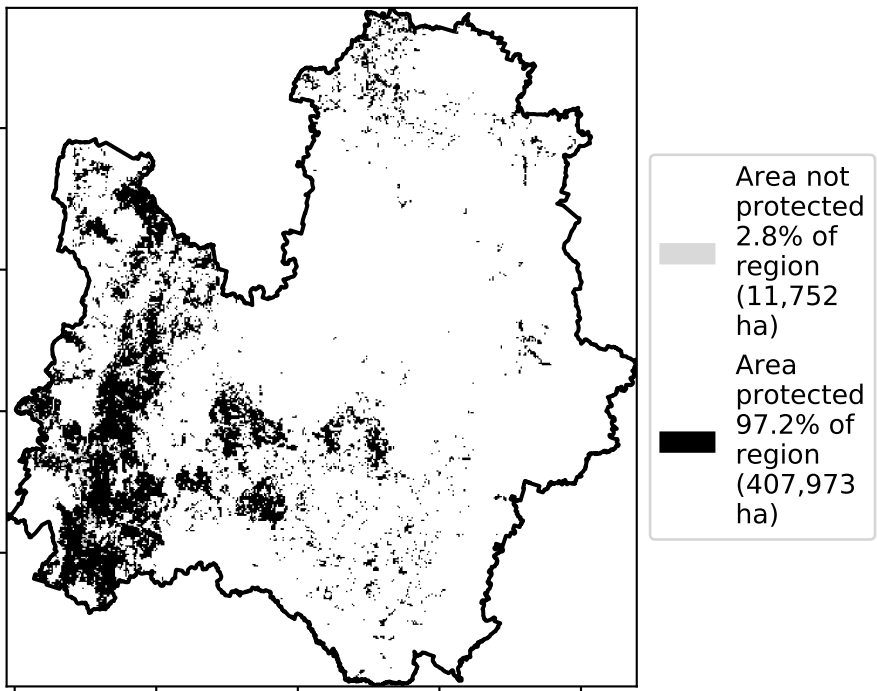 Area not
protected
2.8% of
region
(11,752
ha)
Area
protected
97.2% of
region
(407,973
ha)